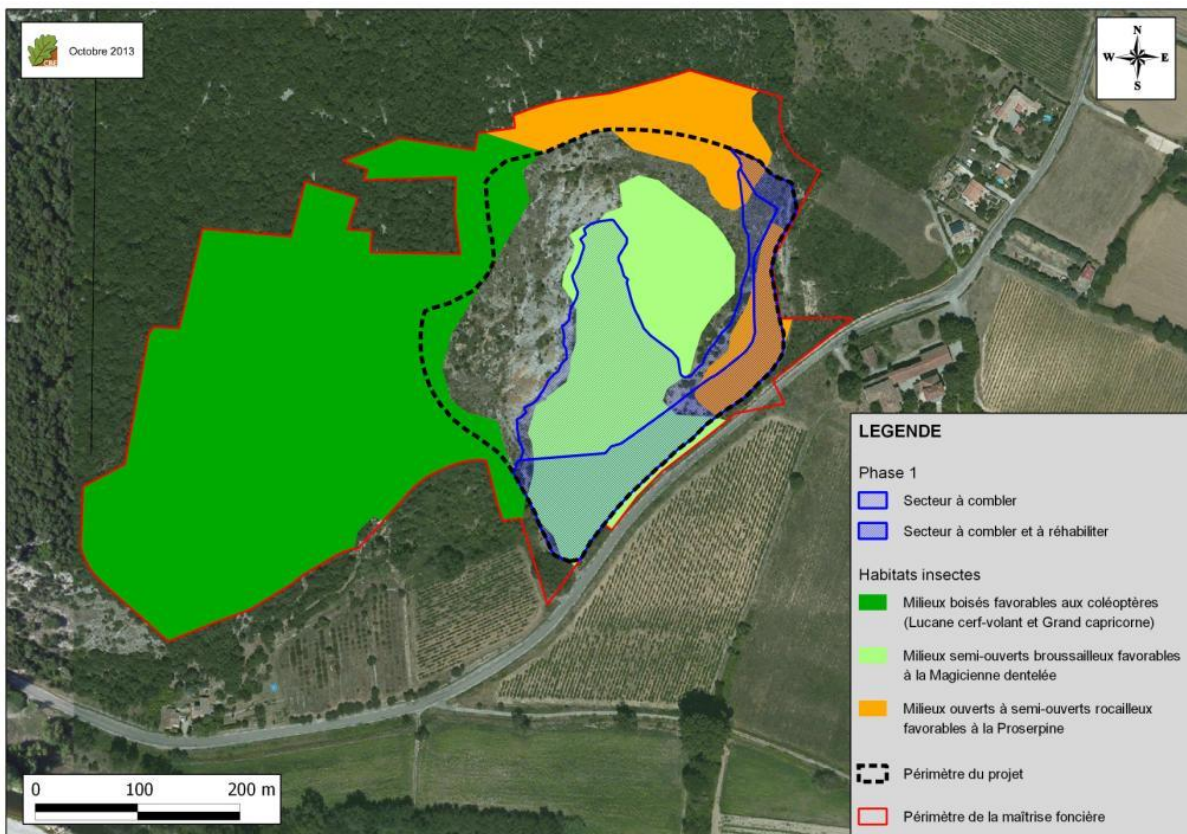 Octobre 2013
N
W E
S
LEGENDE
Phase 1
Secteur à combler
Secteur à combler et à réhabiliter
Habitats insectes
Milieux boisés favorables aux coléoptères
(Lucane cerf-volant et Grand capricorne)
Milieux semi-ouverts broussailleux favorables
à la Magicienne dentelée
Milieux ouverts à semi-ouverts rocailleux
favorables à la Proserpine
Périmètre du projet
Périmètre de la maîtrise foncière
0 100 200 m